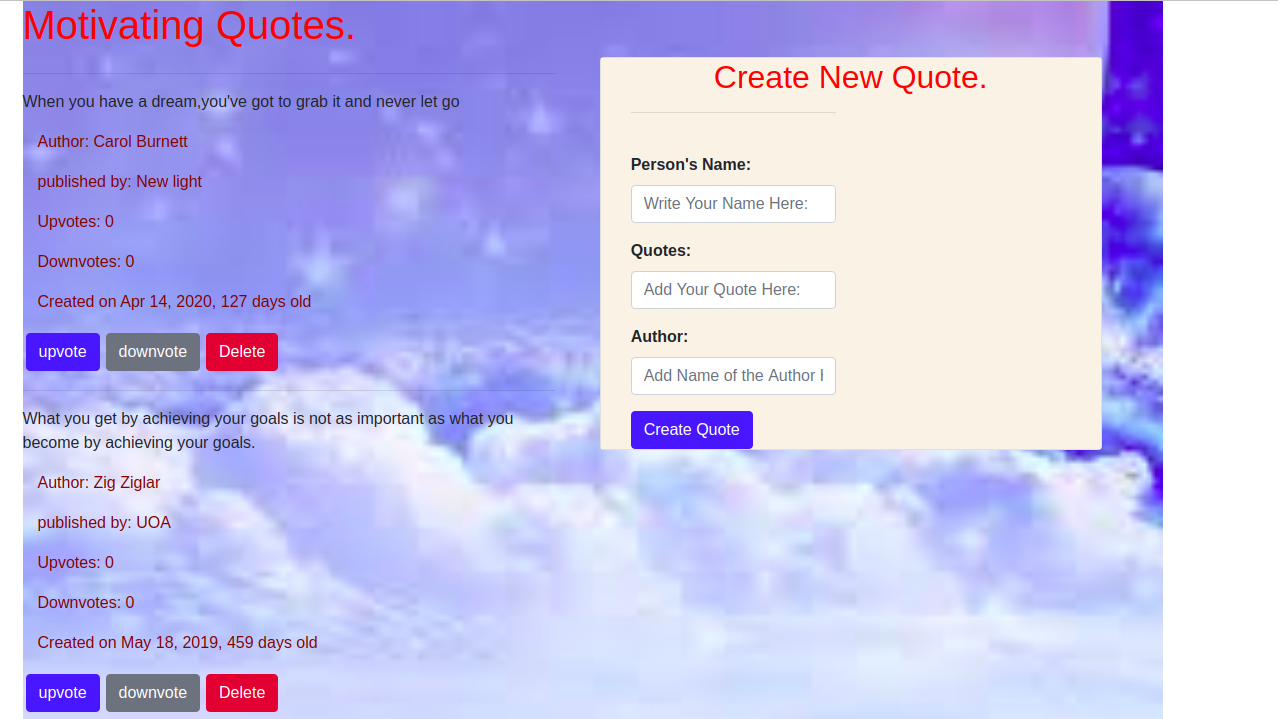 Motivating Quotes.
When you have a dream,you've got to grab it and never let go
Author: Carol Burnett
published by: New light
Upvotes: 0
Downvotes: 0
Created on Apr 14, 2020, 127 days old
upvote downvote Delete
What you get by achieving your goals is not as important as what you
become by achieving your goals.
Author: Zig Ziglar
published by: UOA
Upvotes: 0
Downvotes: 0
Created on May 18, 2019, 459 days old
upvote downvote Delete
Create New Quote.
Person's Name:
Write Your Name Here:
Quotes:
Add Your Quote Here:
Author:
Add Name of the Author
Create Quote